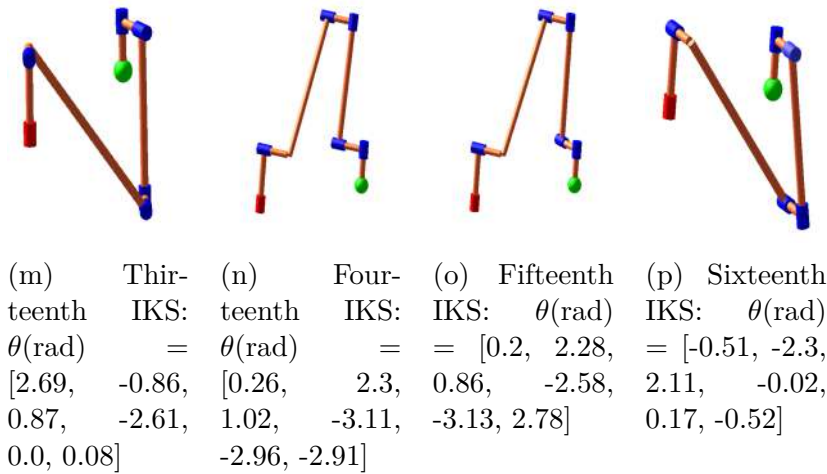 (m) Thir-
teenth IKS:
θ(rad) =
[2.69, -0.86,
0.87, -2.61,
0.0, 0.08]
(n) Four-
teenth IKS:
θ(rad) =
[0.26, 2.3,
1.02, -3.11,
-2.96, -2.91]
(o) Fifteenth
IKS: θ(rad)
= [0.2, 2.28,
0.86, -2.58,
-3.13, 2.78]
(p) Sixteenth
IKS: θ(rad)
= [-0.51, -2.3,
2.11, -0.02,
0.17, -0.52]